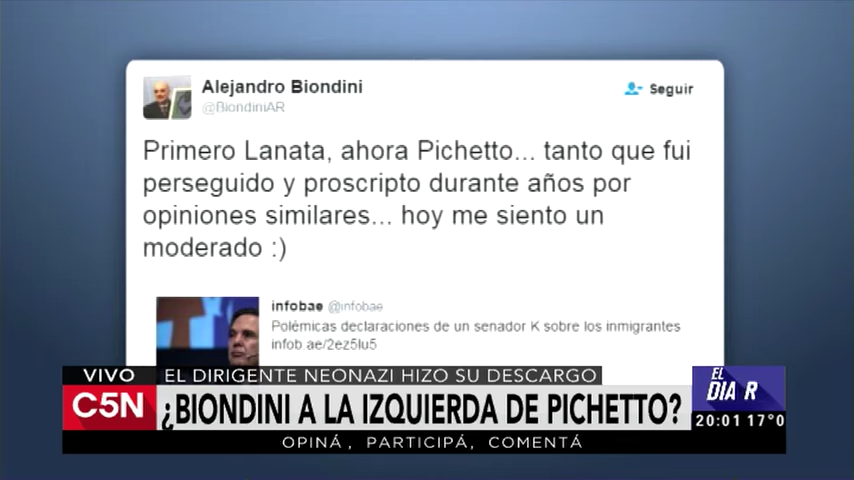 Alejandro Biondini
@BiondiniAR
Seguir
Primero Lanata, ahora Pichetto... tanto que fui
perseguido y proscripto durante años por
opiniones similares... hoy me siento un
moderado :)
infobae @infobae
Polémicas declaraciones de un senador K sobre los inmigrantes
infob.ae/2ez5lu5
VIVO
EL DIRIGENTE NEONAZI HIZO SU DESCARGO
C5N
¿BIONDINI A LA IZQUIERDA DE PICHETTO?
EL
DIA R
20:01 17°0
OPINÁ, PARTICIPÁ, COMENTÁ